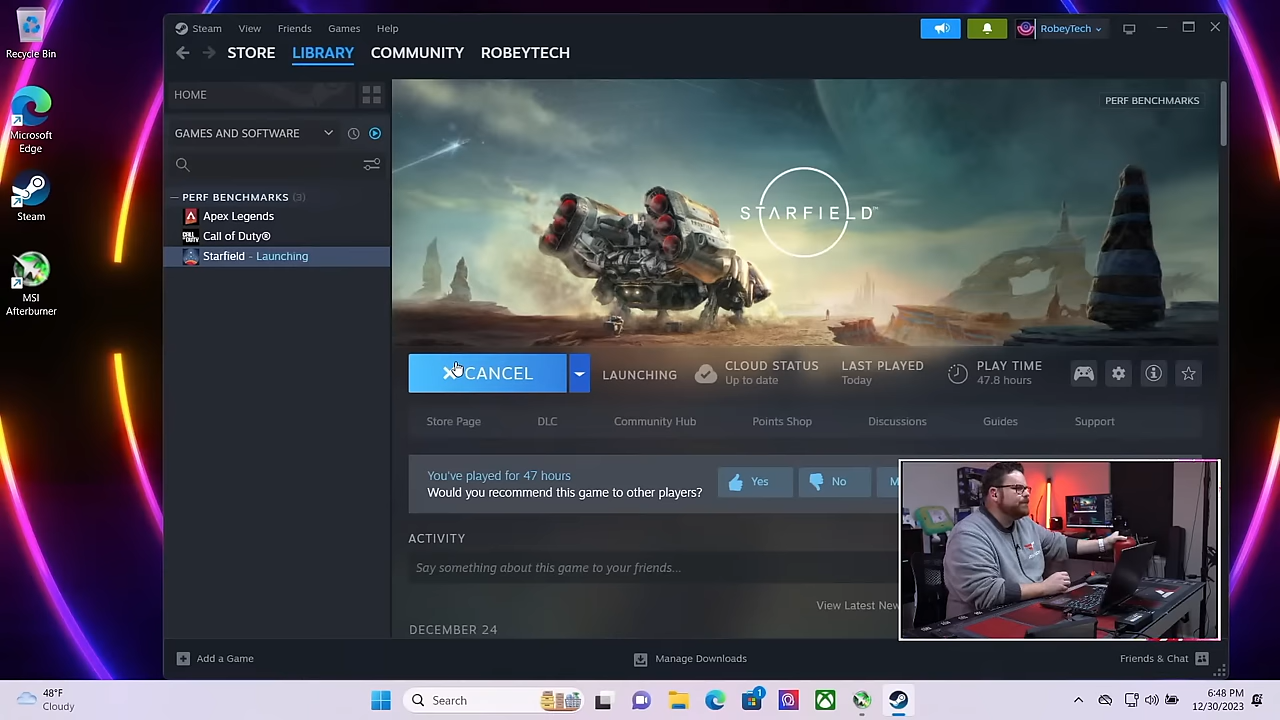 Recycle Bin
Microsoft
Edge
Steam
MSI
Afterburner
Steam View Friends Games Help
RobeyTech
STORE LIBRARY COMMUNITY ROBEYTECH
HOME
GAMES AND SOFTWARE
PERF BENCHMARKS (3)
Apex Legends
Call of Duty®
Starfield - Launching
PERF BENCHMARKS
STARFIELD™
CANCEL
LAUNCHING
CLOUD STATUS
Up to date
LAST PLAYED
Today
PLAY TIME
47.8 hours
Store Page DLC Community Hub Points Shop Discussions Guides Support
You've played for 47 hours
Would you recommend this game to other players?
Yes No M
ACTIVITY
Say something about this game to your friends...
View Latest New
DECEMBER 24
Add a Game
Manage Downloads
Friends & Chat
48°F
Cloudy
Search
1
6:48 PM
12/30/2023